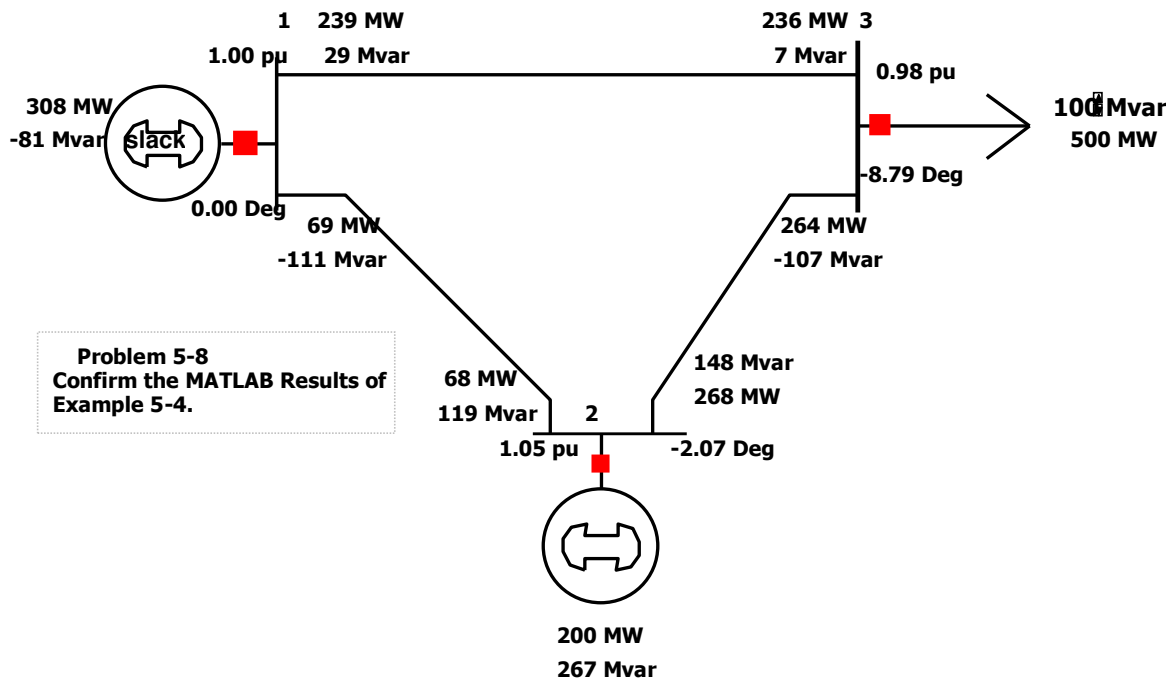 1 239 MW
236 MW 3
1.00 pu 29 Mvar
7 Mvar
0.98 pu
308 MW
-81 Mvar
slack
100 Mvar
500 MW
0.00 Deg
-8.79 Deg
69 MW
-111 Mvar
264 MW
-107 Mvar
Problem 5-8
Confirm the MATLAB Results of
Example 5-4.
68 MW
119 Mvar
2
148 Mvar
268 MW
1.05 pu
-2.07 Deg
200 MW
267 Mvar